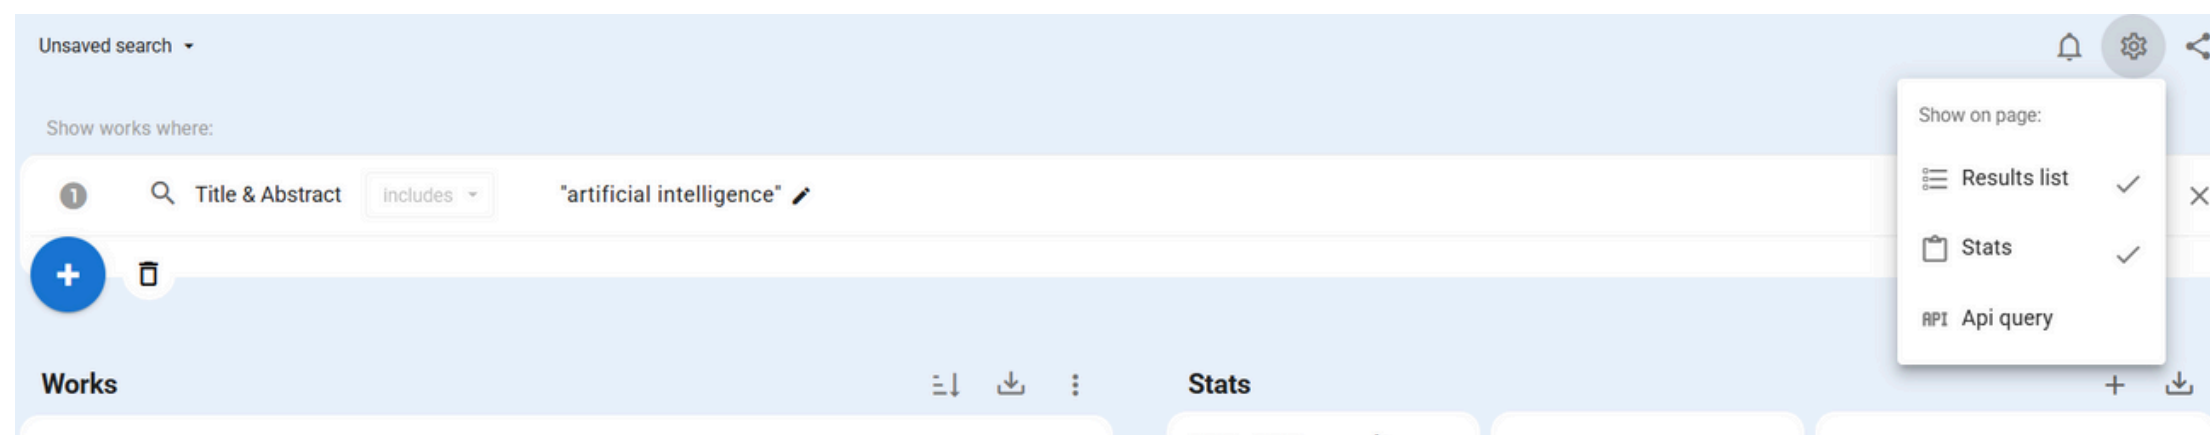 Unsaved search
Show works where:
1 Title & Abstract includes "artificial intelligence"
Works
Stats
Show on page:
Results list
Stats
API Api query